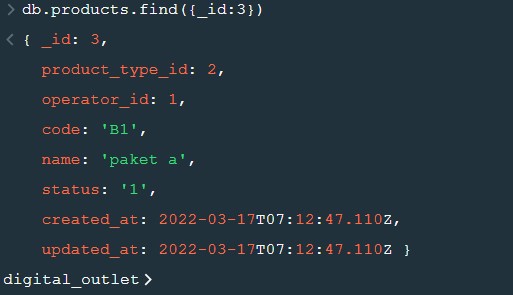 > db.products.find({_id:3})
< { _id: 3,
product_type_id: 2,
operator_id: 1,
code: 'B1',
name: 'paket a',
status: '1',
created_at: 2022-03-17T07:12:47.110Z,
updated_at: 2022-03-17T07:12:47.110Z }
digital_outlet>